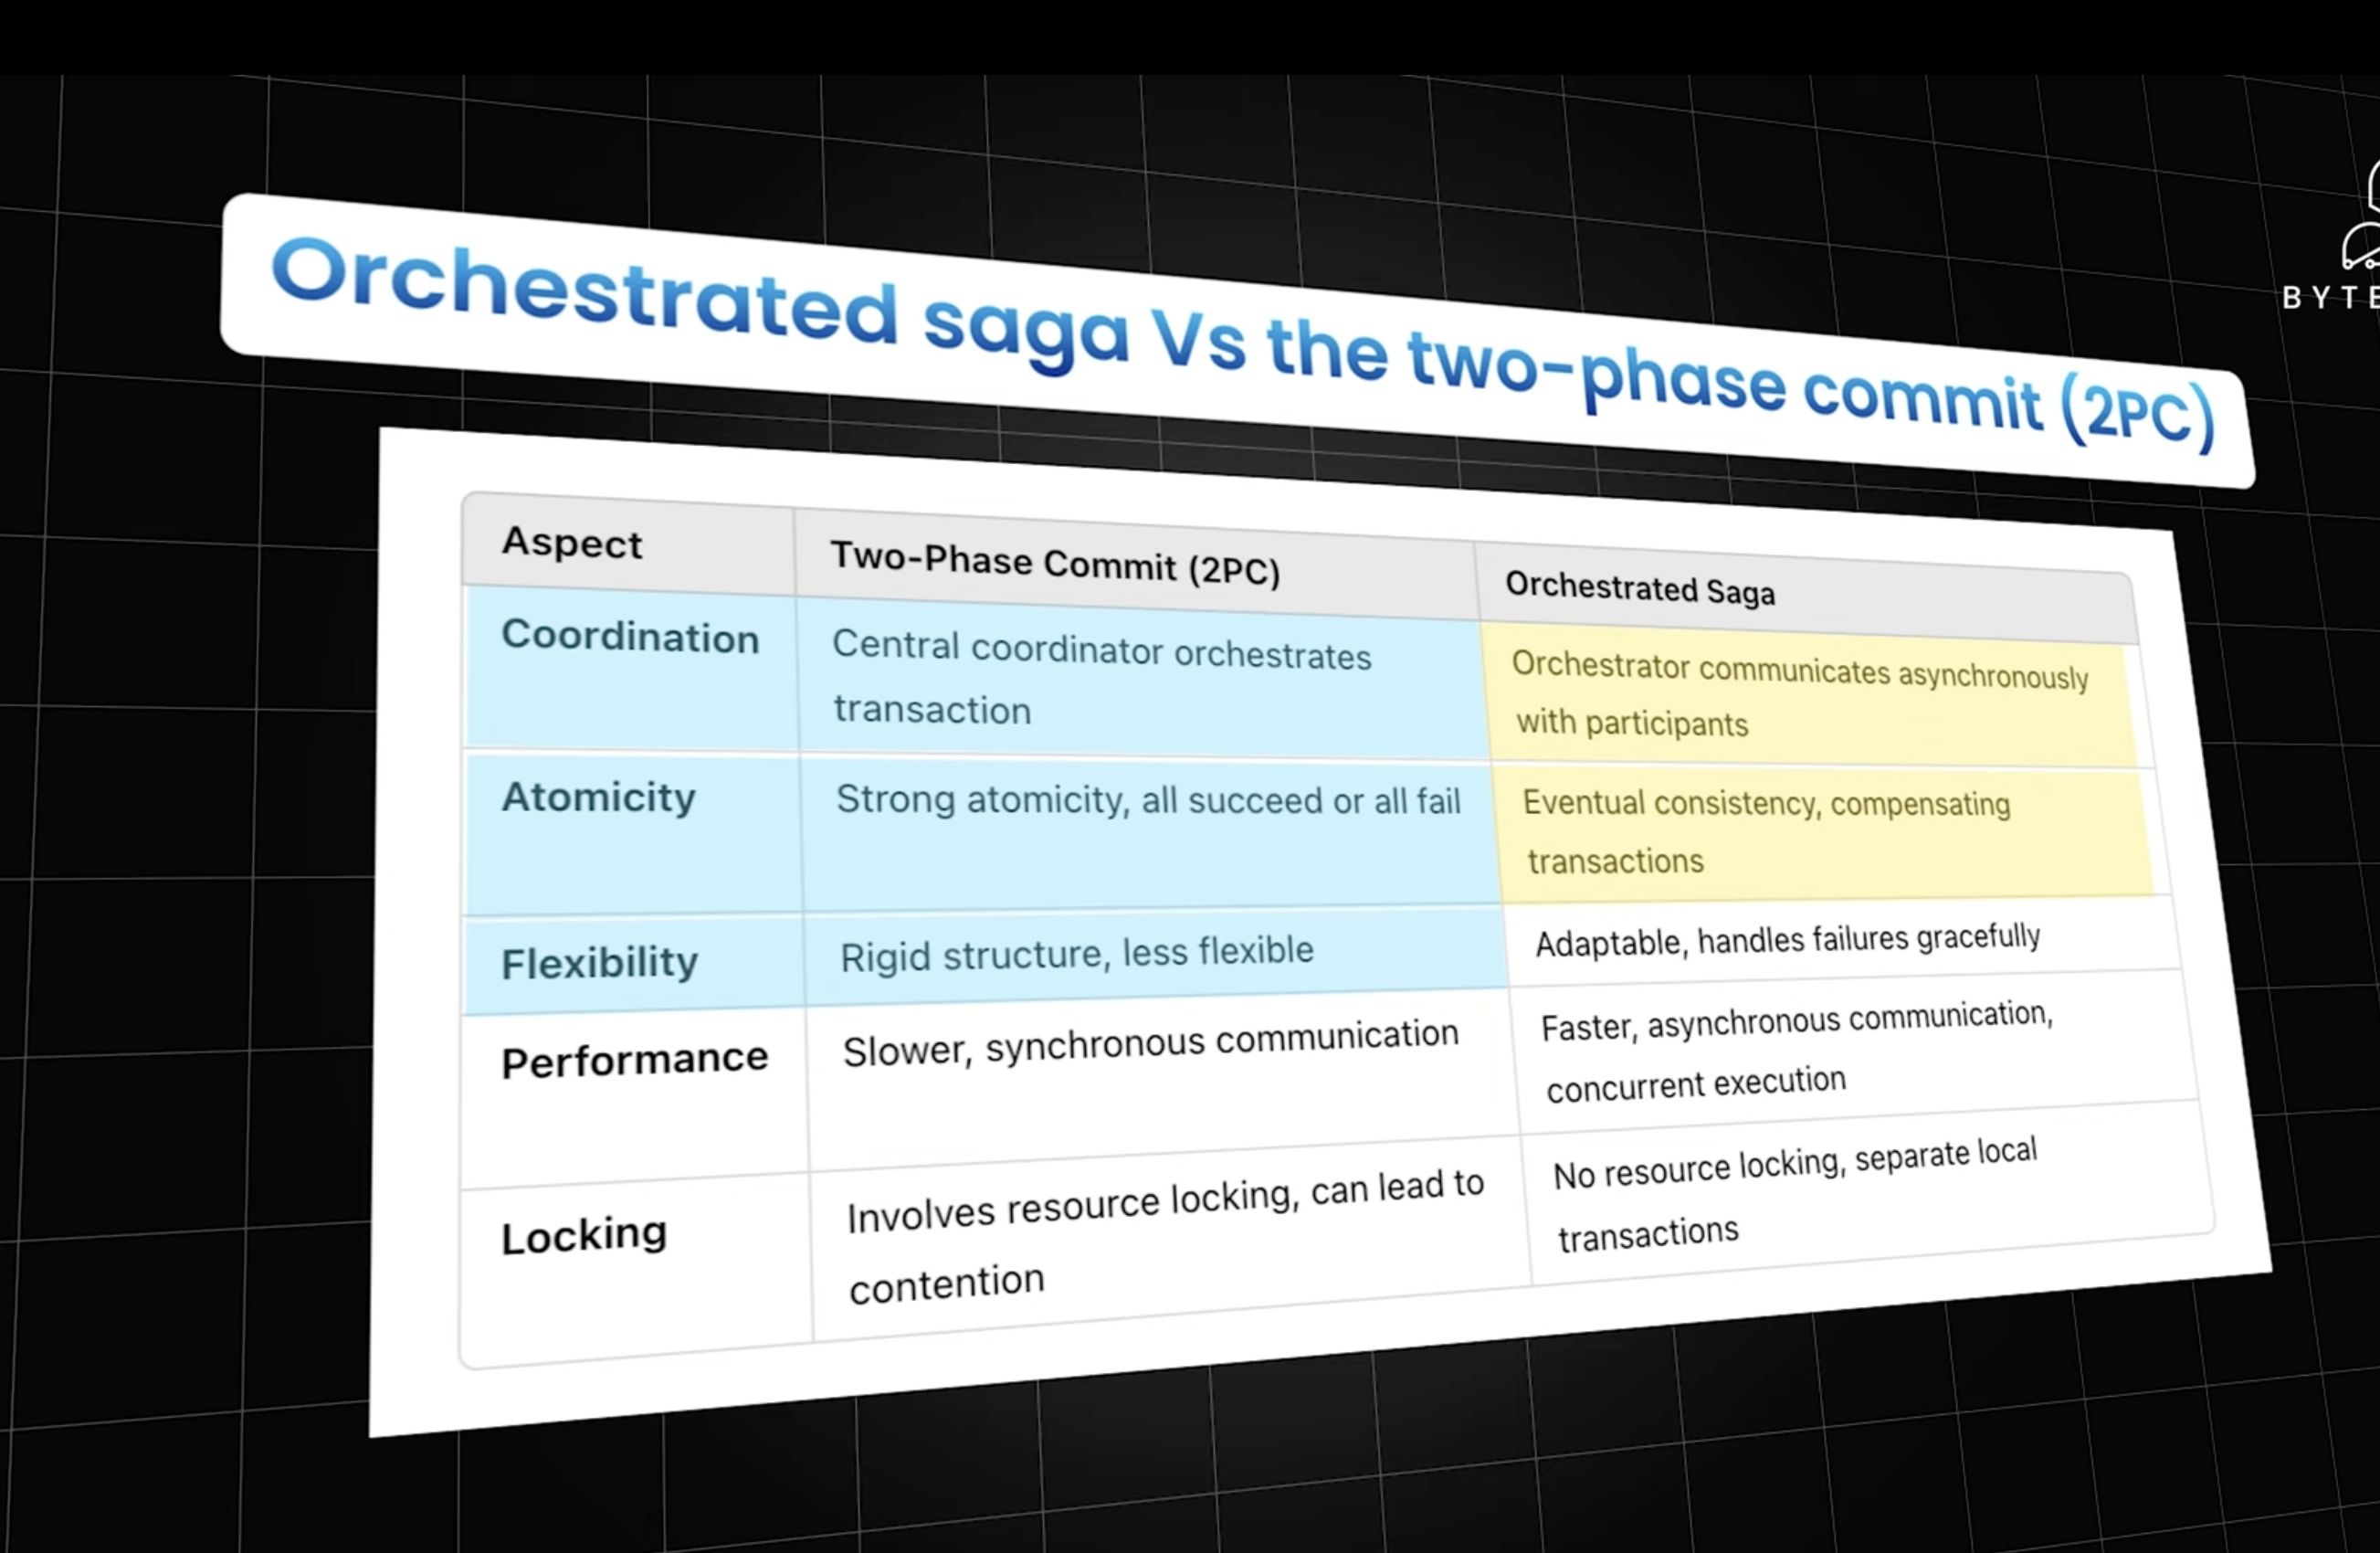 Orchestrated saga Vs the two-phase commit (2PC)
BYTE
Aspect
Two-Phase Commit (2PC)
Orchestrated Saga
Coordination
Central coordinator orchestrates
transaction
Orchestrator communicates asynchronously
with participants
Atomicity
Strong atomicity, all succeed or all fail
Eventual consistency, compensating
transactions
Flexibility
Rigid structure, less flexible
Adaptable, handles failures gracefully
Performance
Slower, synchronous communication
Faster, asynchronous communication,
concurrent execution
Locking
Involves resource locking, can lead to
contention
No resource locking, separate local
transactions